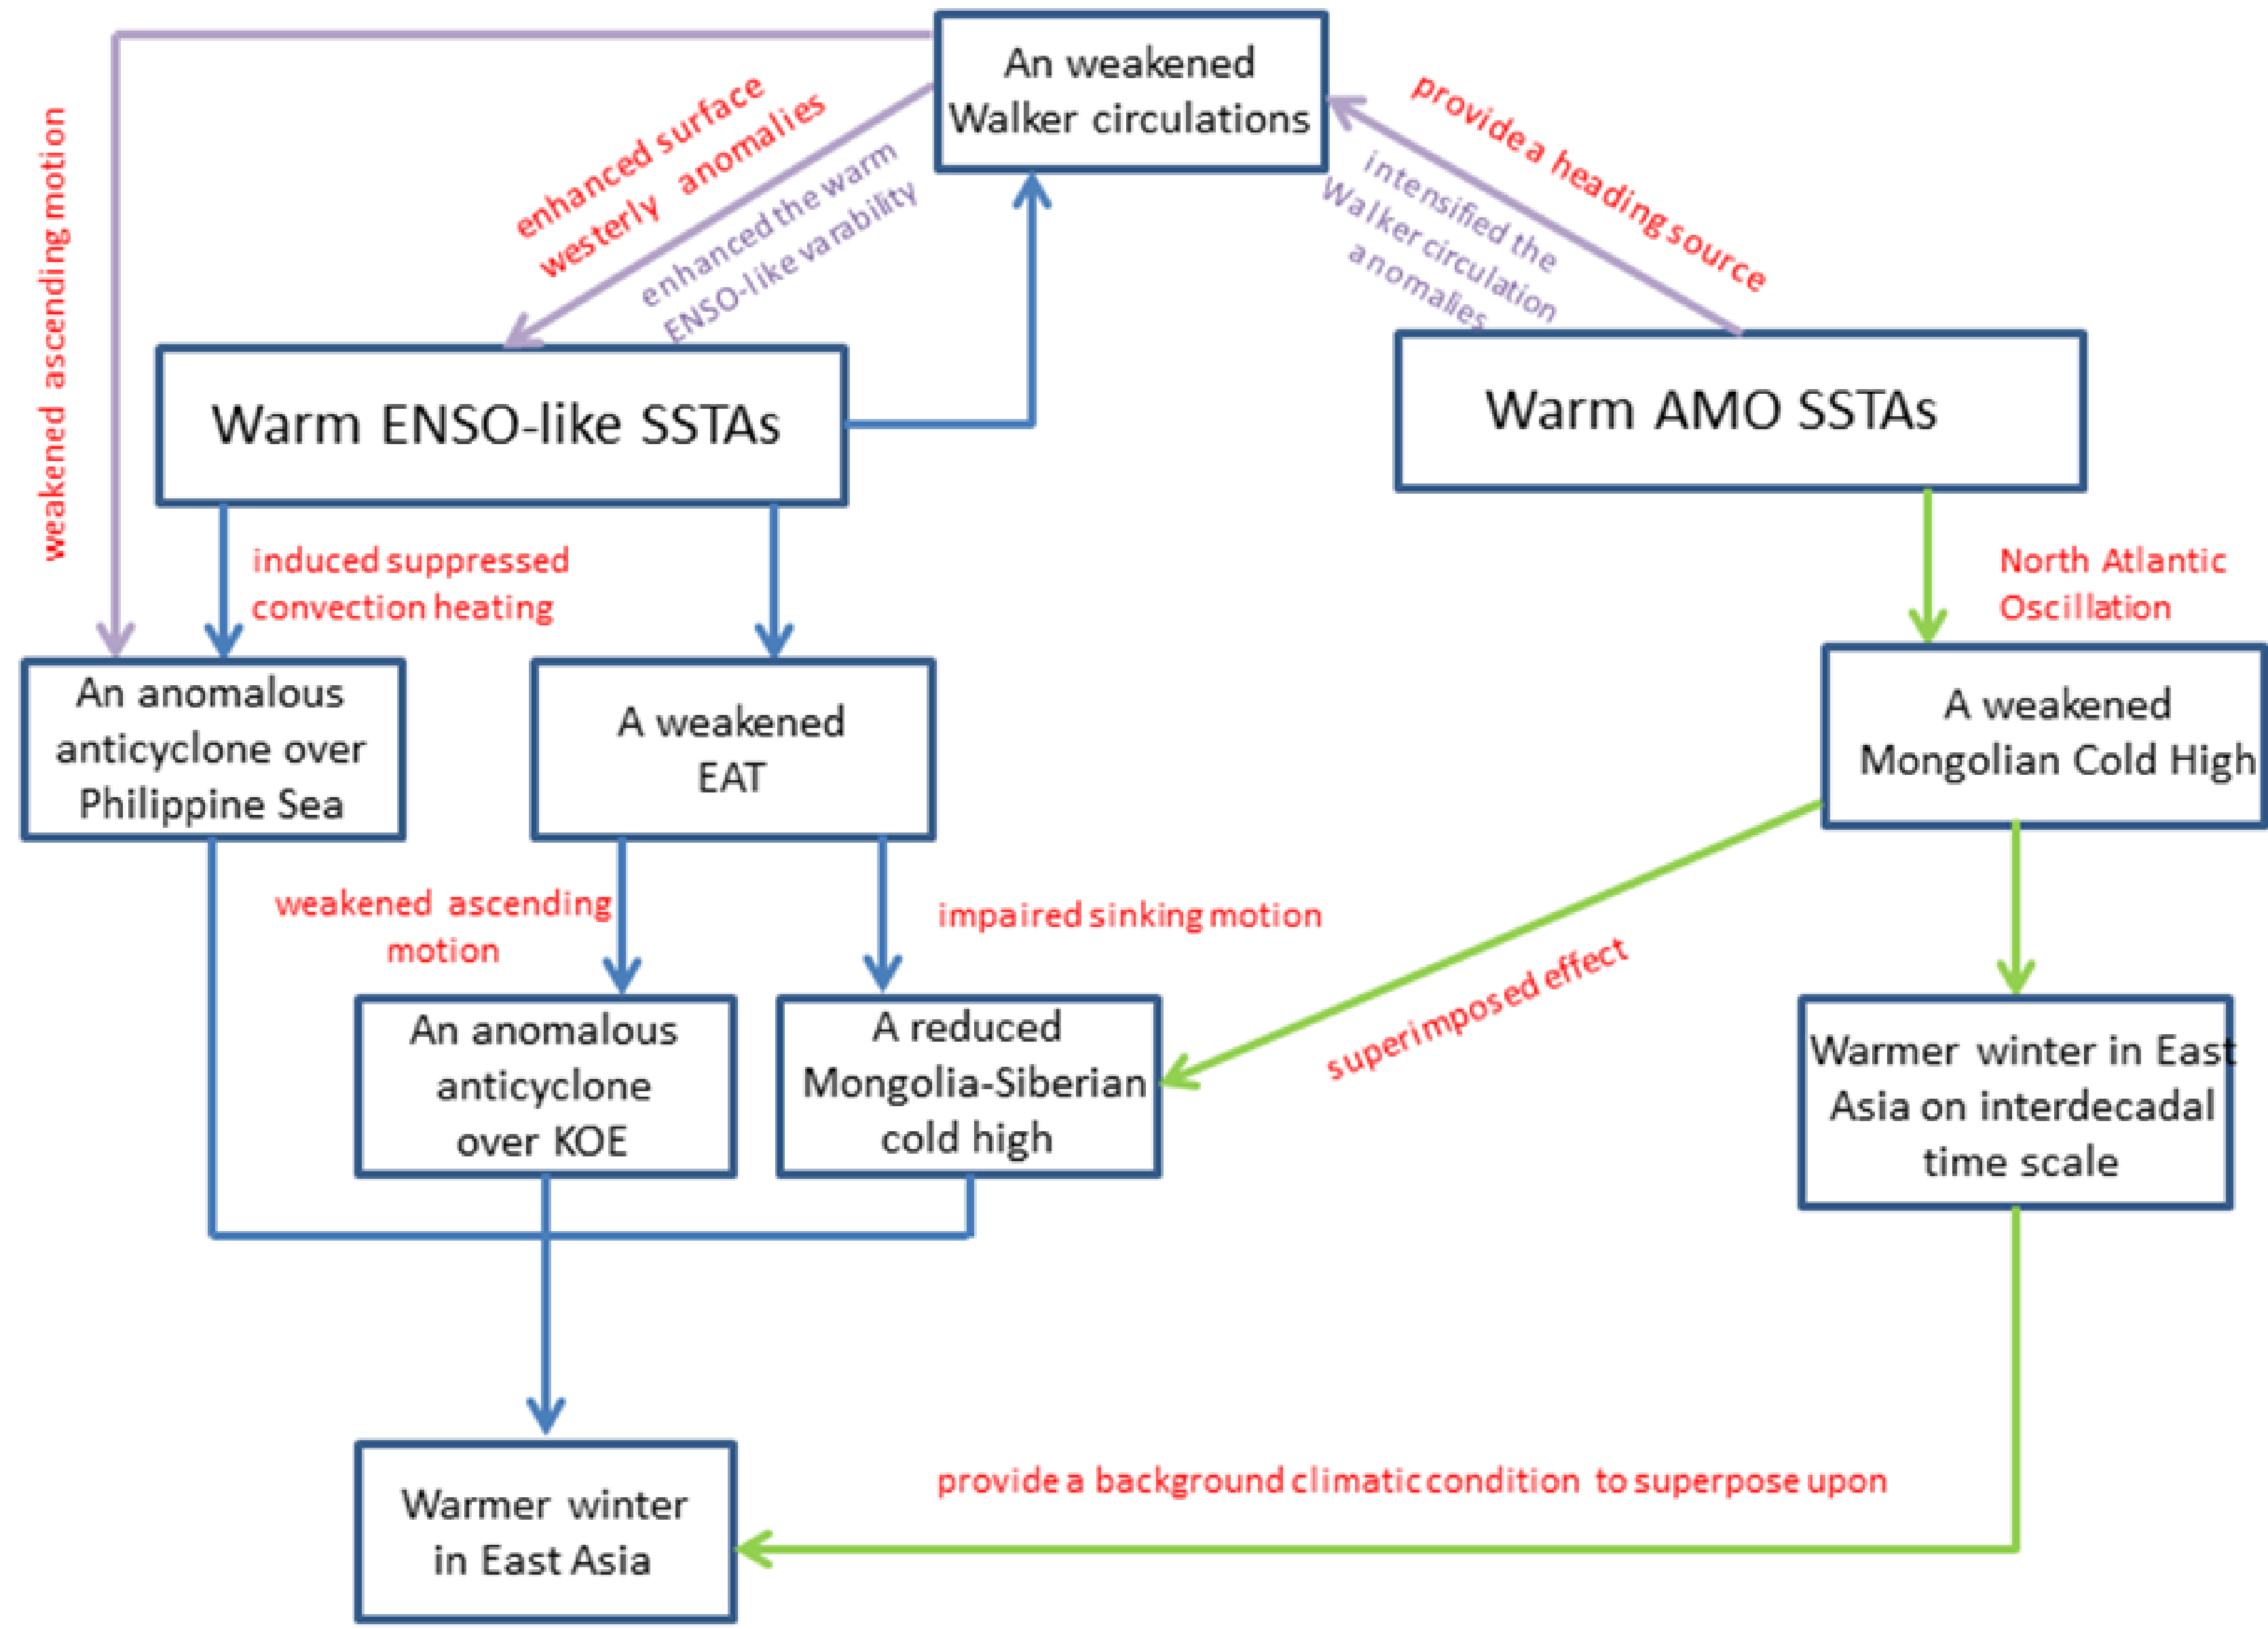 An weakened
Walker circulations
weakened ascending motion
enhanced surface
westerly anomalies
enhanced the warm
ENSO-like varability
provide a heading source
intensified the
Walker circulation
anomalies
Warm ENSO-like SSTAs
Warm AMO SSTAs
induced suppressed
convection heating
North Atlantic
Oscillation
An anomalous
anticyclone over
Philippine Sea
A weakened
EAT
A weakened
Mongolian Cold High
weakened ascending
motion
impaired sinking motion
superimposed effect
An anomalous
anticyclone
over KOE
A reduced
Mongolia-Siberian
cold high
Warmer winter in East
Asia on interdecadal
time scale
provide a background climatic condition to superpose upon
Warmer winter
in East Asia